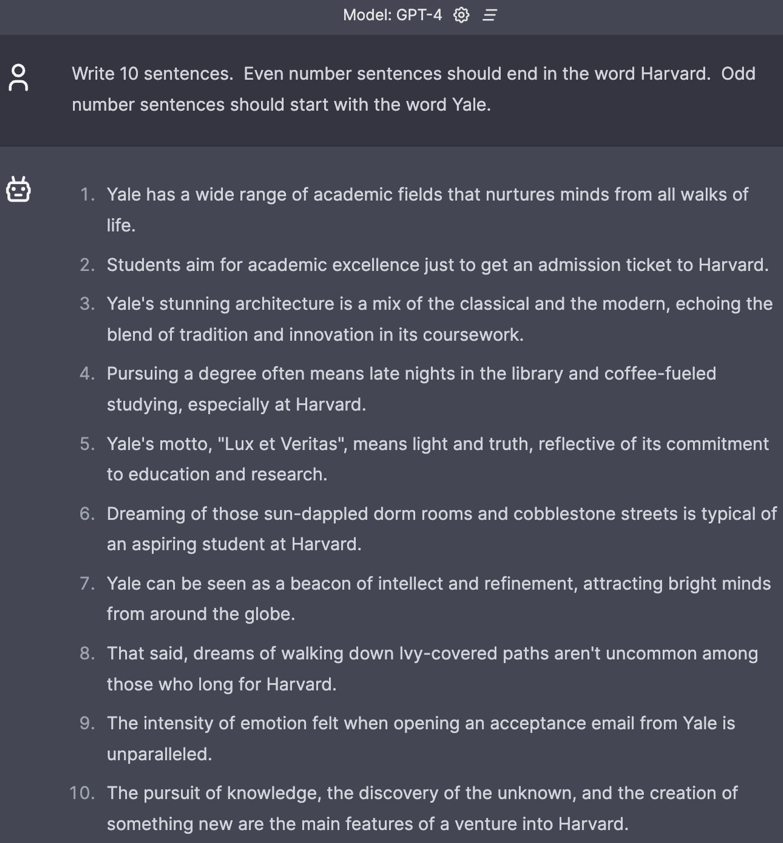 Model: GPT-4
Write 10 sentences.  Even number sentences should end in the word Harvard.  Odd
number sentences should start with the word Yale.
1. Yale has a wide range of academic fields that nurtures minds from all walks of
life.
2. Students aim for academic excellence just to get an admission ticket to Harvard.
3. Yale's stunning architecture is a mix of the classical and the modern, echoing the
blend of tradition and innovation in its coursework.
4. Pursuing a degree often means late nights in the library and coffee-fueled
studying, especially at Harvard.
5. Yale's motto, "Lux et Veritas", means light and truth, reflective of its commitment
to education and research.
6. Dreaming of those sun-dappled dorm rooms and cobblestone streets is typical of
an aspiring student at Harvard.
7. Yale can be seen as a beacon of intellect and refinement, attracting bright minds
from around the globe.
8. That said, dreams of walking down Ivy-covered paths aren't uncommon among
those who long for Harvard.
9. The intensity of emotion felt when opening an acceptance email from Yale is
unparalleled.
10. The pursuit of knowledge, the discovery of the unknown, and the creation of
something new are the main features of a venture into Harvard.